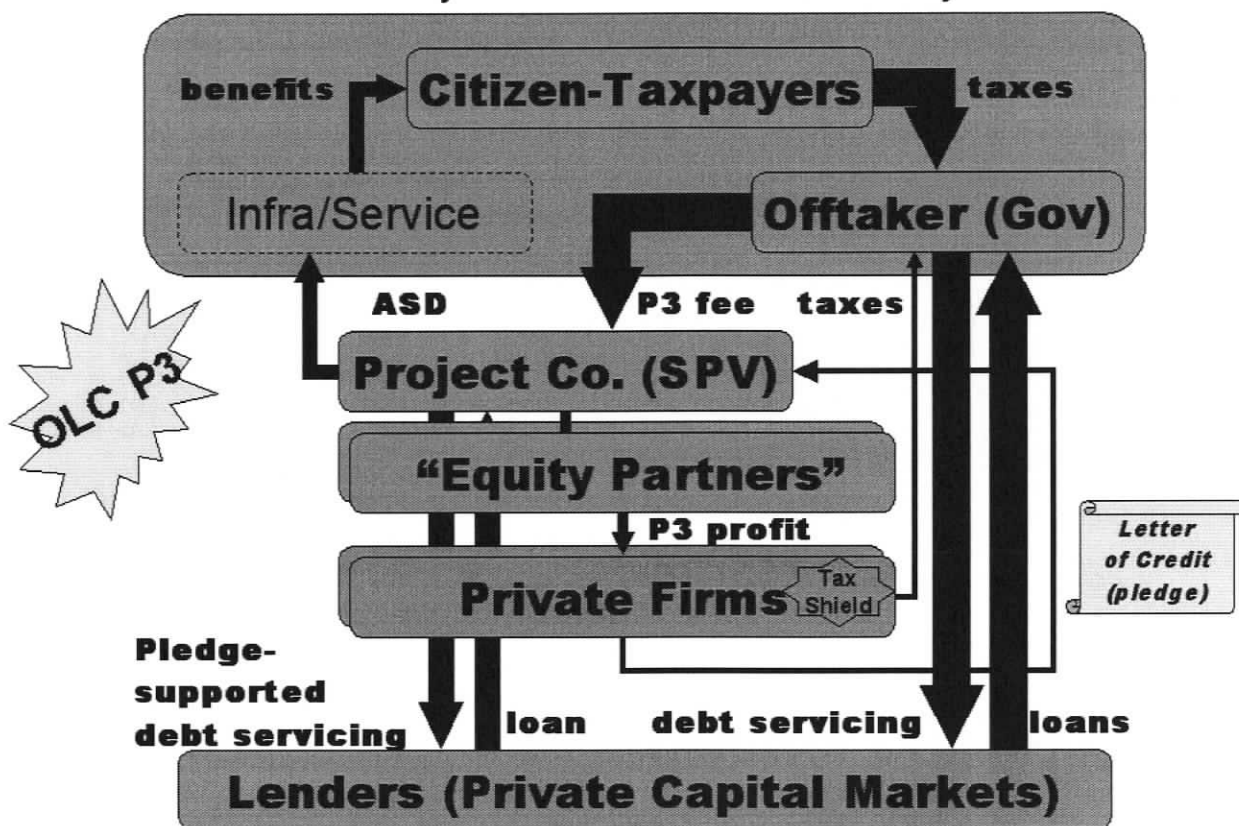 benefits
Citizen-Taxpayers
taxes
Infra/Service
Offtaker (Gov)
ASD
P3 fee
taxes
OLC P3
Project Co. (SPV)
"Equity Partners"
P3 profit
Private Firms
Tax
Shield
Letter
of Credit
(pledge)
Pledge-
supported
debt servicing
loan
debt servicing
loans
Lenders (Private Capital Markets)